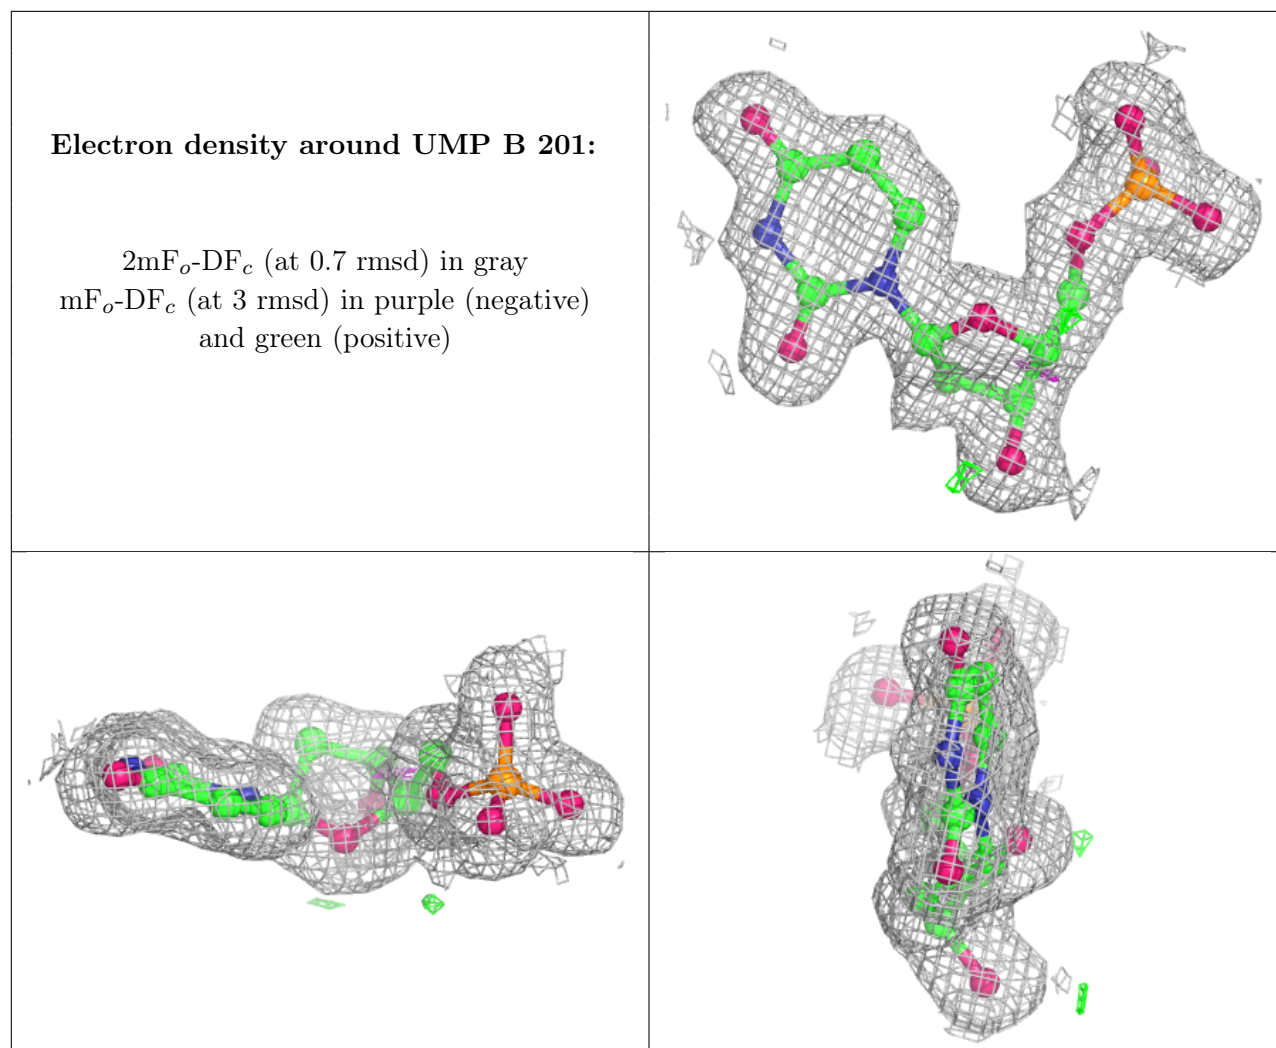 Electron density around UMP B 201:
2mFo-DFc (at 0.7 rmsd) in gray
mFo-DFc (at 3 rmsd) in purple (negative)
and green (positive)